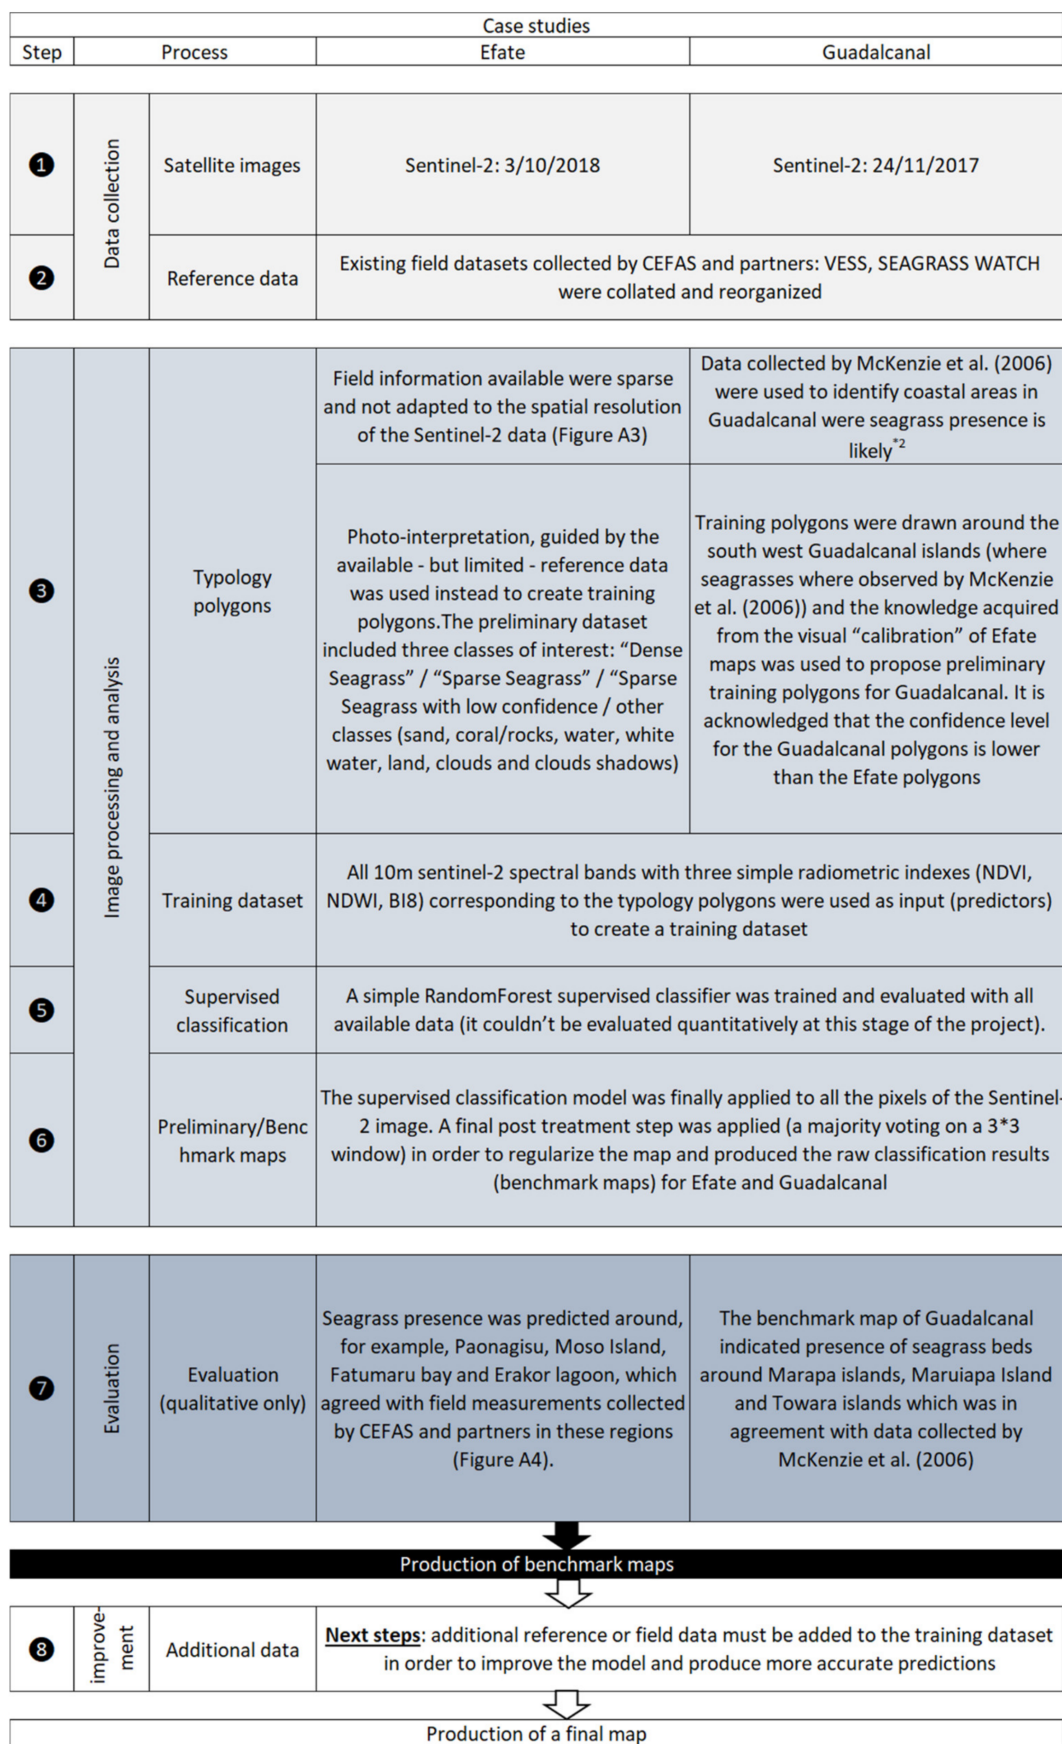 Case studies
Step Process Efate Guadalcanal
❶
Data collection
Satellite images
Sentinel-2: 3/10/2018
Sentinel-2: 24/11/2017
❷
Reference data
Existing field datasets collected by CEFAS and partners: VESS, SEAGRASS WATCH
were collated and reorganized
❸
Image processing and analysis
Typology
polygons
Field information available were sparse
and not adapted to the spatial resolution
of the Sentinel-2 data (Figure A3)
Data collected by McKenzie et al. (2006)
were used to identify coastal areas in
Guadalcanal were seagrass presence is
likely*2
Photo-interpretation, guided by the
available - but limited - reference data
was used instead to create training
polygons.The preliminary dataset
included three classes of interest: “Dense
Seagrass” / “Sparse Seagrass” / “Sparse
Seagrass with low confidence / other
classes (sand, coral/rocks, water, white
water, land, clouds and clouds shadows)
Training polygons were drawn around the
south west Guadalcanal islands (where
seagrasses where observed by McKenzie
et al. (2006)) and the knowledge acquired
from the visual “calibration” of Efate
maps was used to propose preliminary
training polygons for Guadalcanal. It is
acknowledged that the confidence level
for the Guadalcanal polygons is lower
than the Efate polygons
❹
Training dataset
All 10m sentinel-2 spectral bands with three simple radiometric indexes (NDVI,
NDWI, BI8) corresponding to the typology polygons were used as input (predictors)
to create a training dataset
❺
Supervised
classification
A simple RandomForest supervised classifier was trained and evaluated with all
available data (it couldn’t be evaluated quantitatively at this stage of the project).
❻
Preliminary/Benc
hmark maps
The supervised classification model was finally applied to all the pixels of the Sentinel-
2 image. A final post treatment step was applied (a majority voting on a 3*3
window) in order to regularize the map and produced the raw classification results
(benchmark maps) for Efate and Guadalcanal
❼
Evaluation
Evaluation
(qualitative only)
Seagrass presence was predicted around,
for example, Paonagisu, Moso Island,
Fatumaru bay and Erakor lagoon, which
agreed with field measurements collected
by CEFAS and partners in these regions
(Figure A4).
The benchmark map of Guadalcanal
indicated presence of seagrass beds
around Marapa islands, Maruiapa Island
and Towara islands which was in
agreement with data collected by
McKenzie et al. (2006)
Production of benchmark maps
❽
improve-
ment
Additional data
Next steps: additional reference or field data must be added to the training dataset
in order to improve the model and produce more accurate predictions
Production of a final map